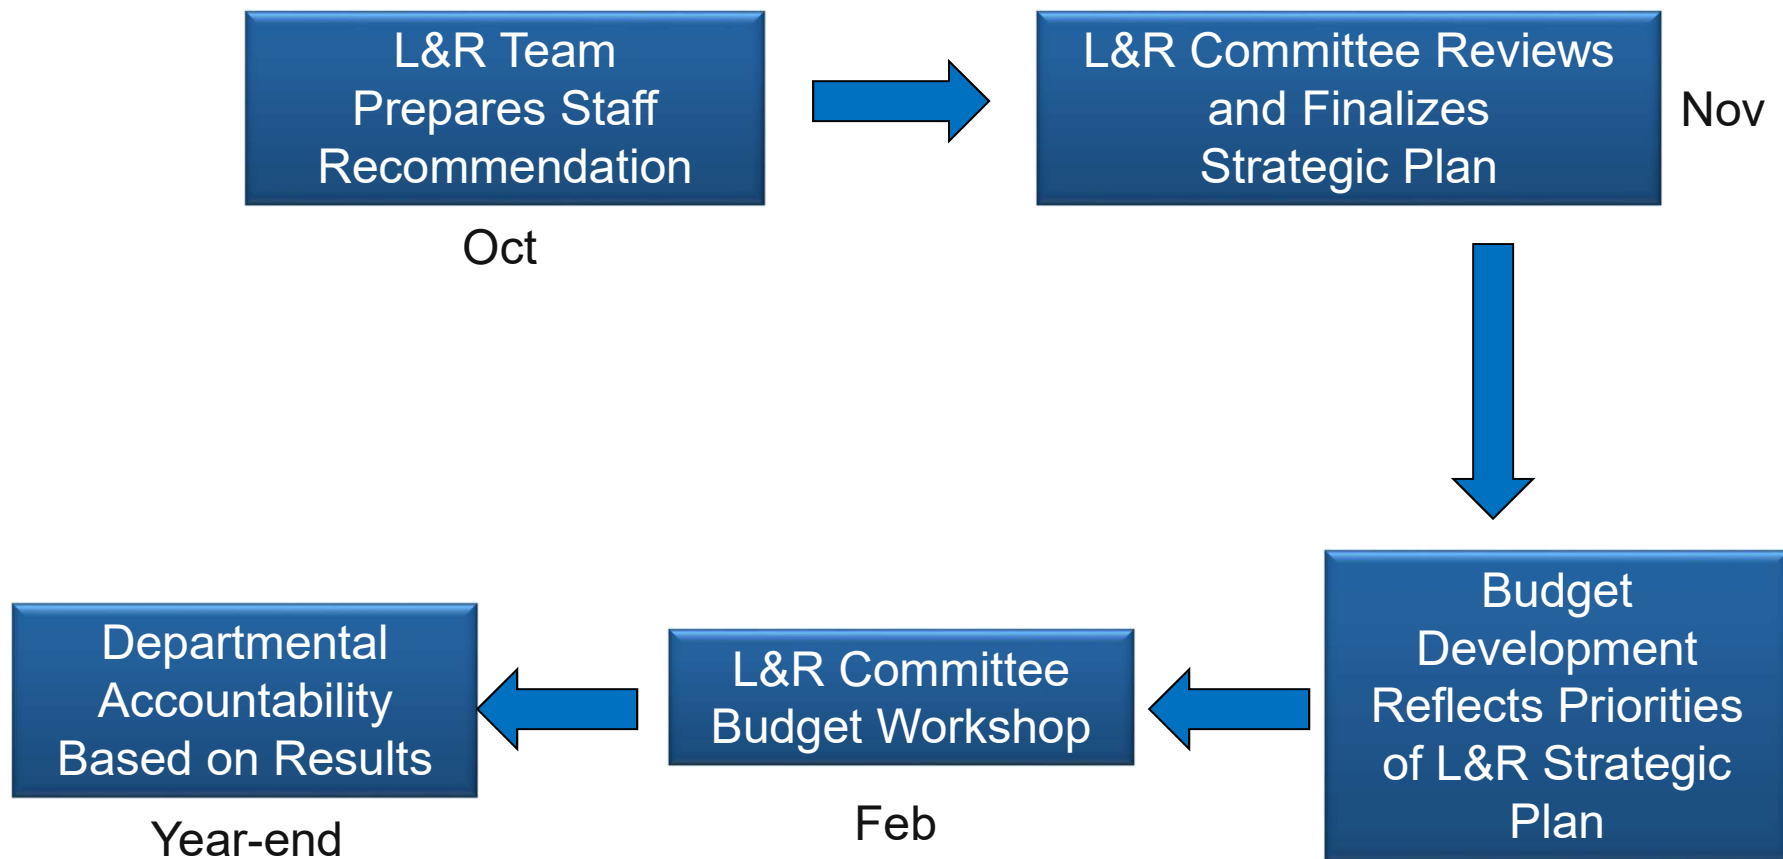 L&R Team
Prepares Staff
Recommendation
Oct
L&R Committee Reviews
and Finalizes
Strategic Plan
Nov
Budget
Development
Reflects Priorities
of L&R Strategic
Plan
L&R Committee
Budget Workshop
Feb
Departmental
Accountability
Based on Results
Year-end